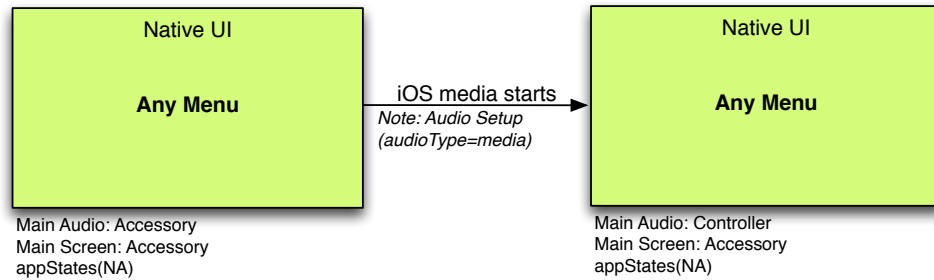 Native UI
Any Menu
Main Audio: Accessory
Main Screen: Accessory
appStates(NA)
iOS media starts
Note: Audio Setup
(audioType=media)
Native UI
Any Menu
Main Audio: Controller
Main Screen: Accessory
appStates(NA)